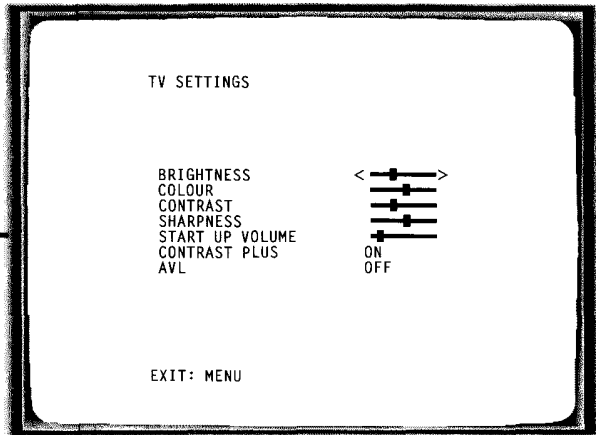 TV SETTINGS
BRIGHTNESS < >
COLOUR
CONTRAST
SHARPNESS
START UP VOLUME
CONTRAST PLUS ON
AVL OFF
EXIT: MENU